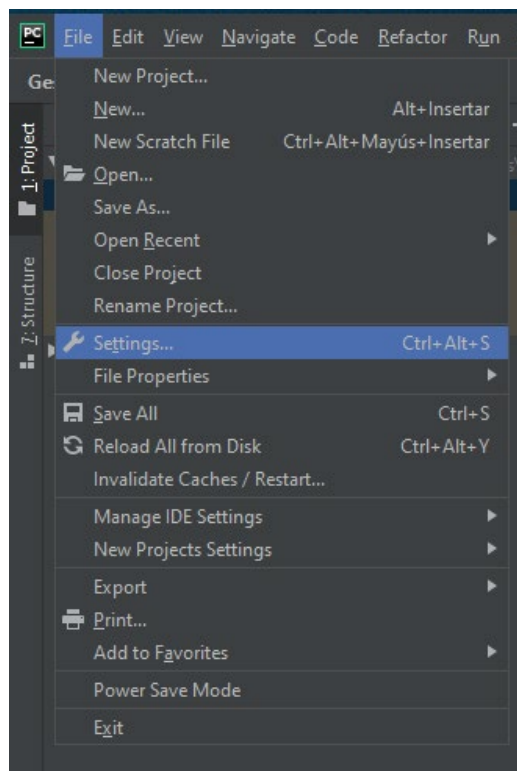 PC File Edit View Navigate Code Refactor Run
Ge
1: Project
7: Structure
New Project...
New... Alt+Insertar
New Scratch File Ctrl+Alt+Mayús+Insertar
Open...
Save As...
Open Recent
Close Project
Rename Project...
Settings... Ctrl+Alt+S
File Properties
Save All Ctrl+S
Reload All from Disk Ctrl+Alt+Y
Invalidate Caches / Restart...
Manage IDE Settings
New Projects Settings
Export
Print...
Add to Favorites
Power Save Mode
Exit